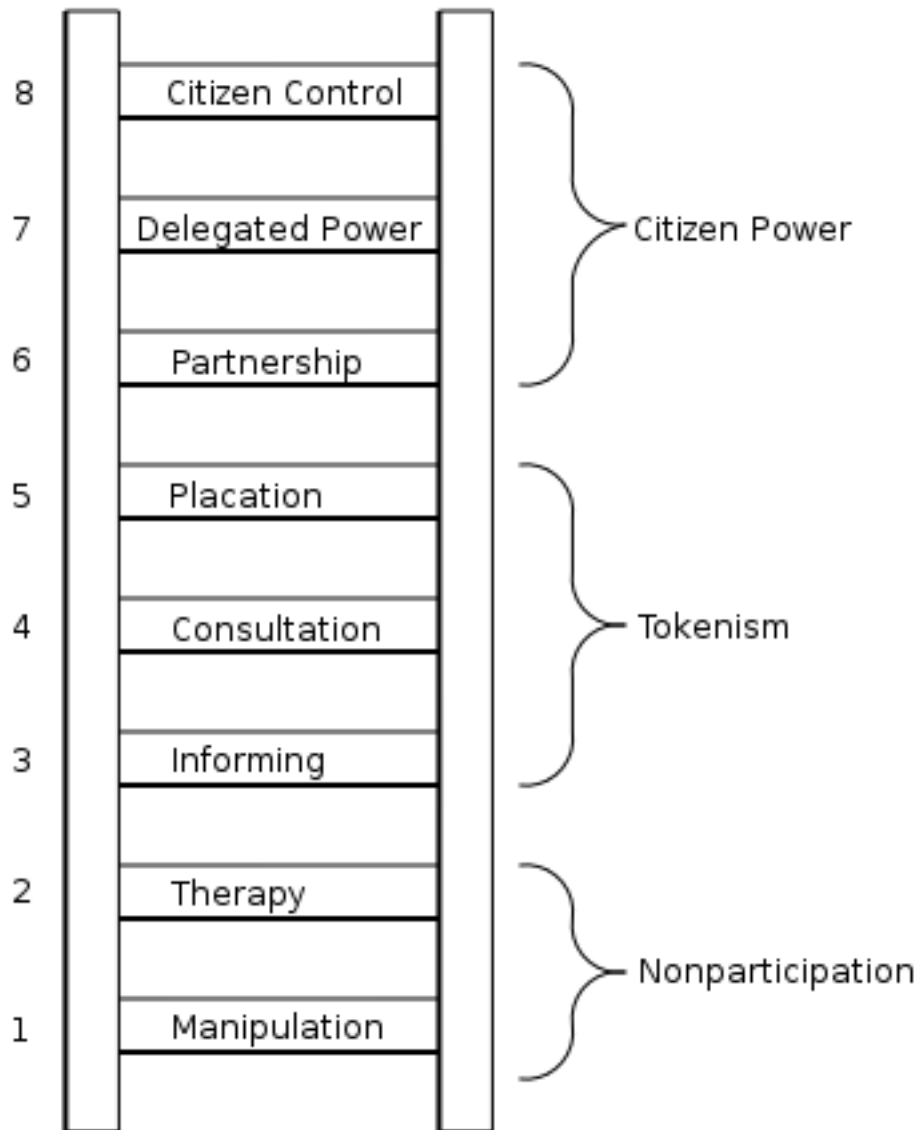 8 Citizen Control
7 Delegated Power
Citizen Power
6 Partnership
5 Placation
4 Consultation
Tokenism
3 Informing
2 Therapy
Nonparticipation
1 Manipulation